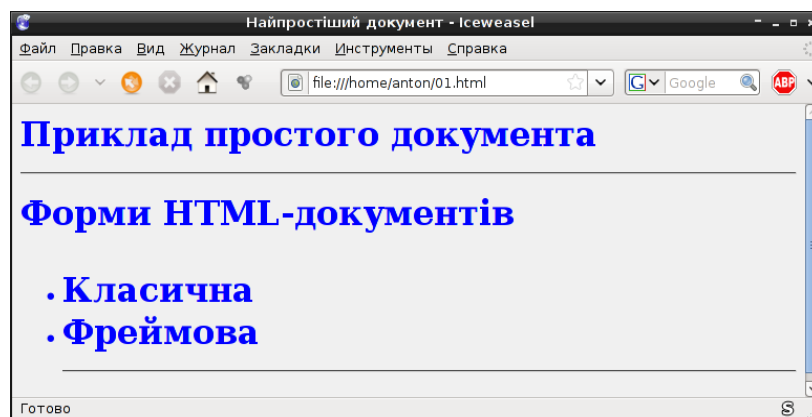 Найпростіший документ - Iceweasel
Файл Правка Вид Журнал Закладки Инструменты Справка
file:///home/anton/01.html G Google ABP
Приклад простого документа
Форми HTML-документів
Класична
Фреймова
Готово S